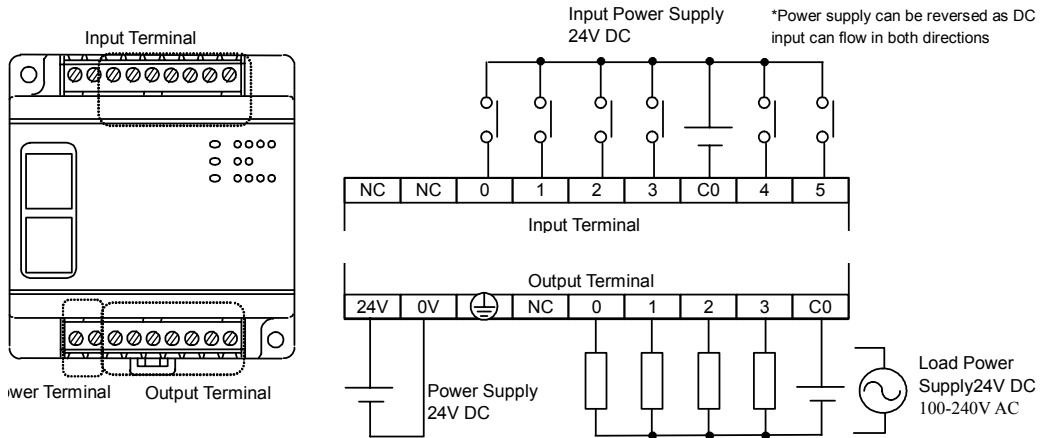 Input Terminal
Input Power Supply
24V DC
*Power supply can be reversed as DC
input can flow in both directions
NC NC 0 1 2 3 C0 4 5
Input Terminal
Output Terminal
24V 0V NC 0 1 2 3 C0
Power Supply
24V DC
Load Power
Supply24V DC
100-240V AC
wer Terminal
Output Terminal